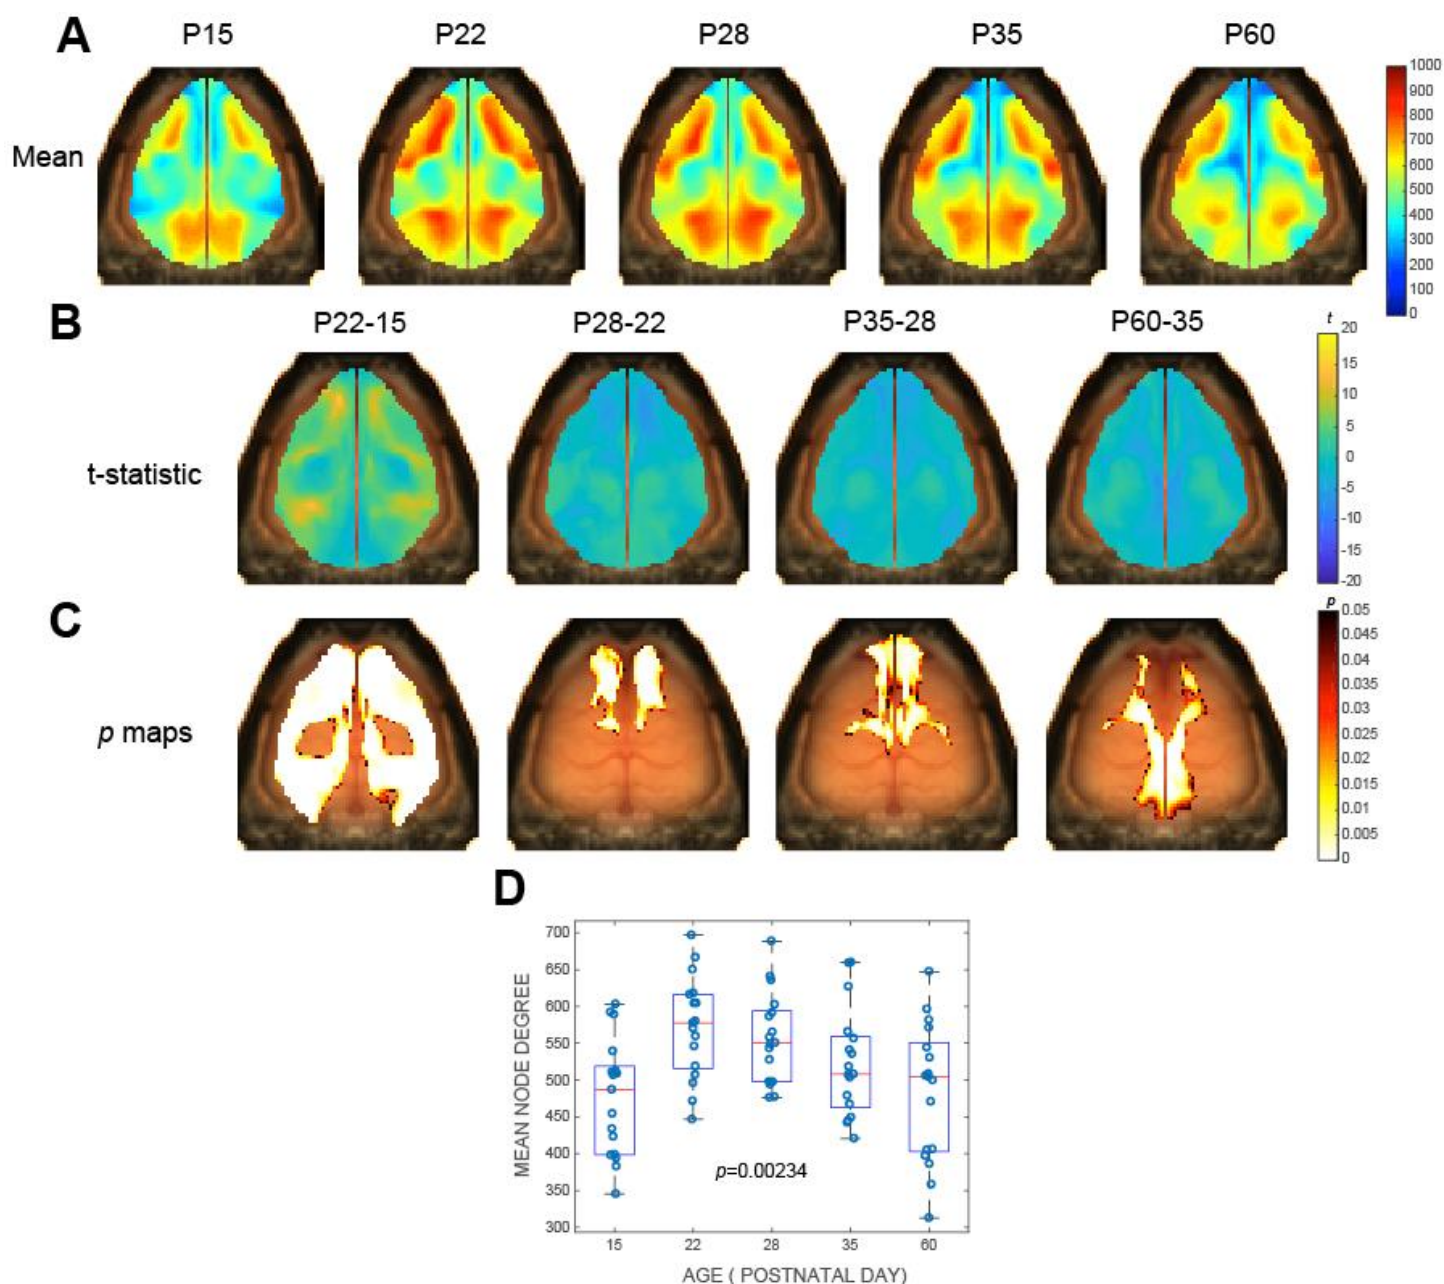 A
P15 P22 P28 P35 P60
Mean
1000
900
800
700
600
500
400
300
200
100
0
B
P22-15 P28-22 P35-28 P60-35
t
t-statistic
20
15
10
5
0
-5
-10
-15
-20
C
p
p maps
0.05
0.045
0.04
0.035
0.03
0.025
0.02
0.015
0.01
0.005
0
D
MEAN NODE DEGREE
700
650
600
550
500
450
400
350
300
p=0.00234
15 22 28 35 60
AGE ( POSTNATAL DAY)